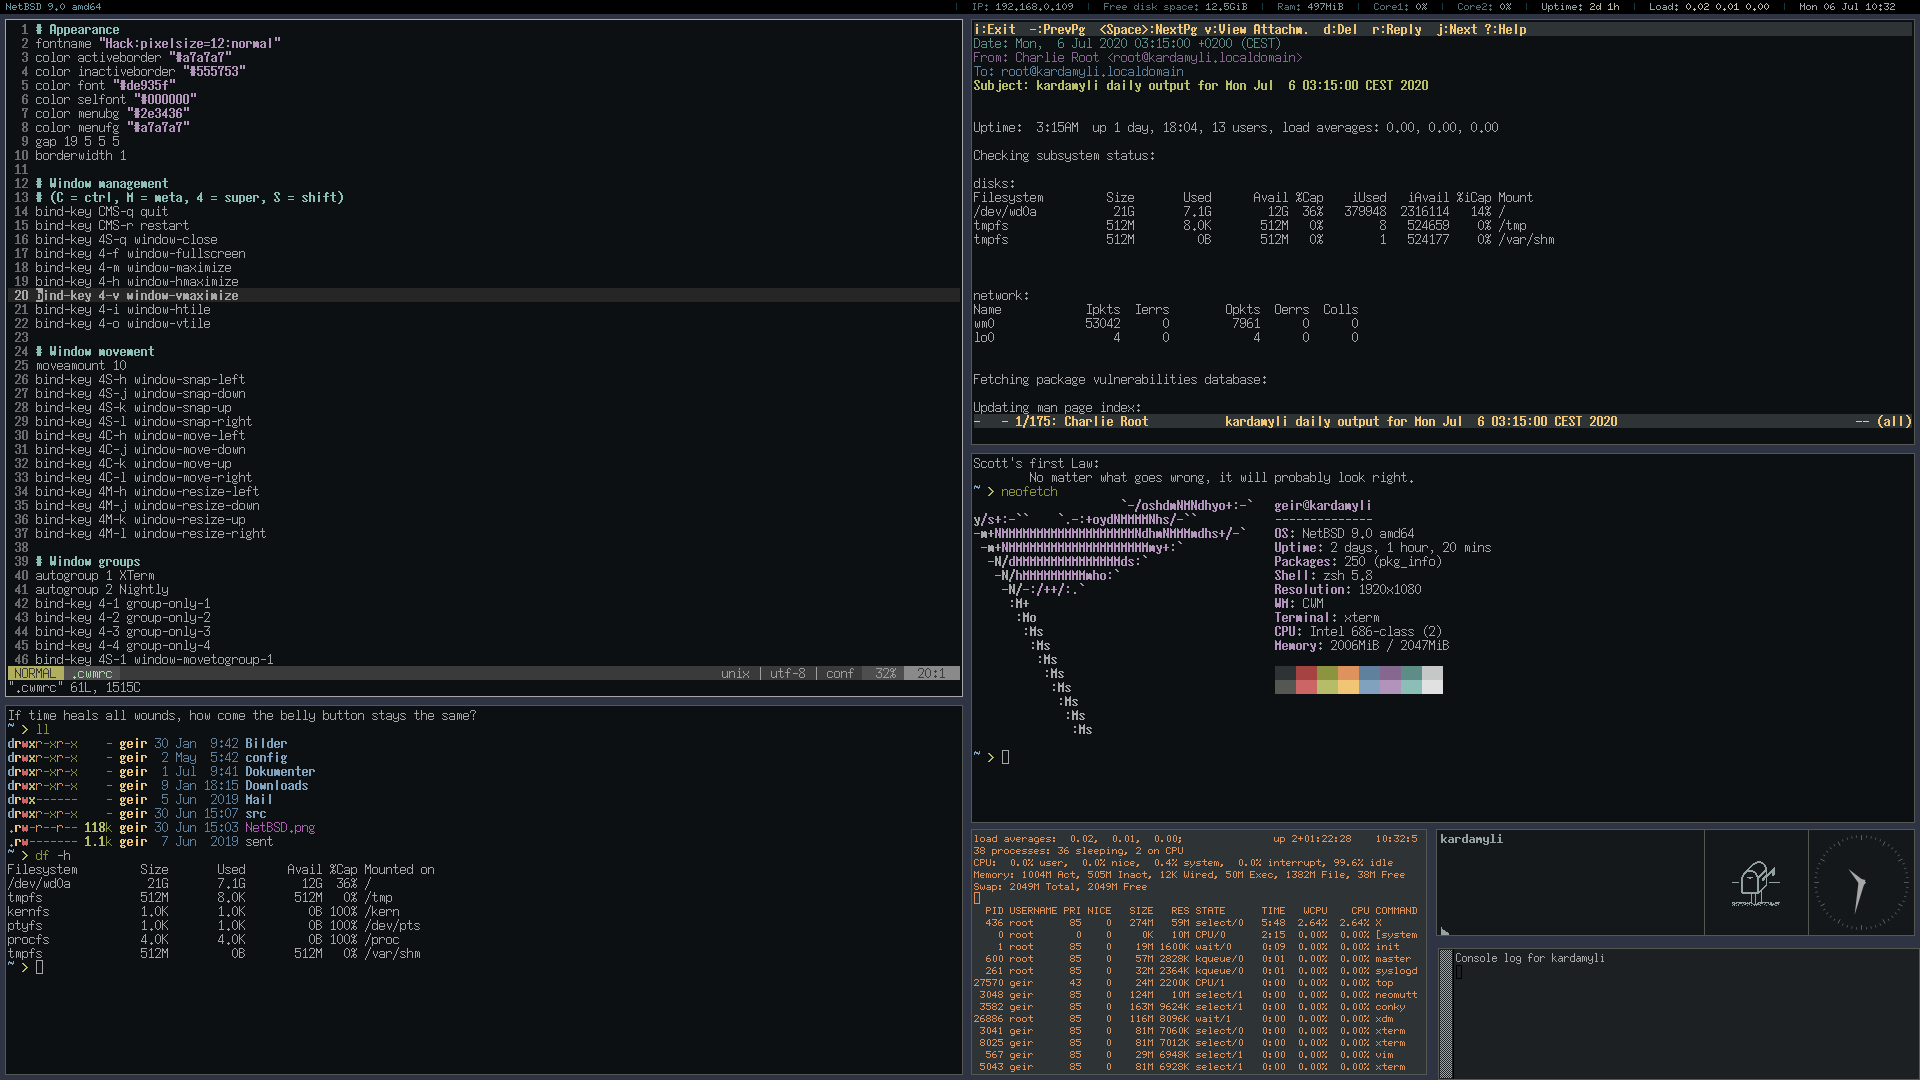 NetBSD 9.0 amd64 | IP: 192.168.0.109 | Free disk space: 12.5GiB | Ram: 497MiB | Core1: 0% | Core2: 0% | Uptime: 2d 1h | Load: 0.02 0.01 0.00 | Mon 06 Jul 10:32
1 # Appearance
2 fontname "Hack:pixelsize=12:normal"
3 color activeborder "#a7a7a7"
4 color inactiveborder "#555753"
5 color font "#de935f"
6 color selfont "#000000"
7 color menubg "#2e3436"
8 color menufg "#a7a7a7"
9 gap 19 5 5 5
10 borderwidth 1
11
12 # Window management
13 # (C = ctrl, M = meta, 4 = super, S = shift)
14 bind-key CMS-q quit
15 bind-key CMS-r restart
16 bind-key 4S-q window-close
17 bind-key 4-f window-fullscreen
18 bind-key 4-m window-maximize
19 bind-key 4-h window-hmaximize
20 bind-key 4-v window-vmaximize
21 bind-key 4-i window-htile
22 bind-key 4-o window-vtile
23
24 # Window movement
25 moveamount 10
26 bind-key 4S-h window-snap-left
27 bind-key 4S-j window-snap-down
28 bind-key 4S-k window-snap-up
29 bind-key 4S-l window-snap-right
30 bind-key 4C-h window-move-left
31 bind-key 4C-j window-move-down
32 bind-key 4C-k window-move-up
33 bind-key 4C-l window-move-right
34 bind-key 4M-h window-resize-left
35 bind-key 4M-j window-resize-down
36 bind-key 4M-k window-resize-up
37 bind-key 4M-l window-resize-right
38
39 # Window groups
40 autogroup 1 XTerm
41 autogroup 2 Nightly
42 bind-key 4-1 group-only-1
43 bind-key 4-2 group-only-2
44 bind-key 4-3 group-only-3
45 bind-key 4-4 group-only-4
46 bind-key 4S-1 window-movetogroup-1
NORMAL .cwmrc unix | utf-8 | conf 32% 20:1
".cwmrc" 61L, 1515C
If time heals all wounds, how come the belly button stays the same?
~ > ll
drwxr-xr-x - geir 30 Jan 9:42 Bilder
drwxr-xr-x - geir 2 May 5:42 config
drwxr-xr-x - geir 1 Jul 9:41 Dokumenter
drwxr-xr-x - geir 9 Jan 18:15 Downloads
drwx------ - geir 5 Jun 2019 Mail
drwxr-xr-x - geir 30 Jun 15:07 src
.rw-r--r-- 118k geir 30 Jun 15:03 NetBSD.png
.rw------- 1.1k geir 7 Jun 2019 sent
~ > df -h
Filesystem Size Used Avail %Cap Mounted on
/dev/wd0a 21G 7.1G 12G 36% /
tmpfs 512M 8.0K 512M 0% /tmp
kernfs 1.0K 1.0K 0B 100% /kern
ptyfs 1.0K 1.0K 0B 100% /dev/pts
procfs 4.0K 4.0K 0B 100% /proc
tmpfs 512M 0B 512M 0% /var/shm
~ >
i:Exit -:PrevPg <Space>:NextPg v:View Attachm. d:Del r:Reply j:Next ?:Help
Date: Mon, 6 Jul 2020 03:15:00 +0200 (CEST)
From: Charlie Root <root@kardamyli.localdomain>
To: root@kardamyli.localdomain
Subject: kardamyli daily output for Mon Jul 6 03:15:00 CEST 2020
Uptime: 3:15AM up 1 day, 18:04, 13 users, load averages: 0.00, 0.00, 0.00
Checking subsystem status:
disks:
Filesystem Size Used Avail %Cap iUsed iAvail %iCap Mount
/dev/wd0a 21G 7.1G 12G 36% 379948 2316114 14% /
tmpfs 512M 8.0K 512M 0% 8 524659 0% /tmp
tmpfs 512M 0B 512M 0% 1 524177 0% /var/shm
network:
Name Ipkts Ierrs Opkts Oerrs Colls
wm0 53042 0 7961 0 0
lo0 4 0 4 0 0
Fetching package vulnerabilities database:
Updating man page index:
- - 1/175: Charlie Root kardamyli daily output for Mon Jul 6 03:15:00 CEST 2020 -- (all)
Scott's first Law:
No matter what goes wrong, it will probably look right.
~ > neofetch
`-/oshdmNMNdhyo+:-` geir@kardamyli
y/s+:-`` `.-:+oydNMMMMNhs/-`` --------------
-m+NMMMMMMMMMMMMMMMMMMMNdhmNMMMmdhs+/-` OS: NetBSD 9.0 amd64
-m+NMMMMMMMMMMMMMMMMMMMMmy+:` Uptime: 2 days, 1 hour, 20 mins
-N/dMMMMMMMMMMMMMMMds:` Packages: 250 (pkg_info)
-N/hMMMMMMMMMmho:` Shell: zsh 5.8
-N/-:/++/:.` Resolution: 1920x1080
:M+ WM: CWM
:Mo Terminal: xterm
:Ms CPU: Intel 686-class (2)
:Ms Memory: 2006MiB / 2047MiB
:Ms
:Ms
:Ms
:Ms
:Ms
:Ms
~ >
load averages: 0.02, 0.01, 0.00; up 2+01:22:28 10:32:5
38 processes: 36 sleeping, 2 on CPU
CPU: 0.0% user, 0.0% nice, 0.4% system, 0.0% interrupt, 99.6% idle
Memory: 1004M Act, 505M Inact, 12K Wired, 50M Exec, 1382M File, 38M Free
Swap: 2049M Total, 2049M Free
PID USERNAME PRI NICE SIZE RES STATE TIME WCPU CPU COMMAND
436 root 85 0 274M 59M select/0 5:48 2.64% 2.64% X
0 root 0 0 0K 10M CPU/0 2:15 0.00% 0.00% [system
1 root 85 0 19M 1600K wait/0 0:09 0.00% 0.00% init
600 root 85 0 57M 2828K kqueue/0 0:01 0.00% 0.00% master
261 root 85 0 32M 2364K kqueue/0 0:01 0.00% 0.00% syslogd
27570 geir 43 0 24M 2200K CPU/1 0:00 0.00% 0.00% top
3048 geir 85 0 124M 10M select/1 0:00 0.00% 0.00% neomutt
3582 geir 85 0 163M 9624K select/1 0:00 0.00% 0.00% conky
26886 root 85 0 116M 8096K wait/1 0:00 0.00% 0.00% xdm
3041 geir 85 0 81M 7060K select/0 0:00 0.00% 0.00% xterm
8025 geir 85 0 81M 7012K select/0 0:00 0.00% 0.00% xterm
567 geir 85 0 29M 6948K select/1 0:00 0.00% 0.00% vim
5043 geir 85 0 81M 6928K select/1 0:00 0.00% 0.00% xterm
kardamyli
Console log for kardamyli